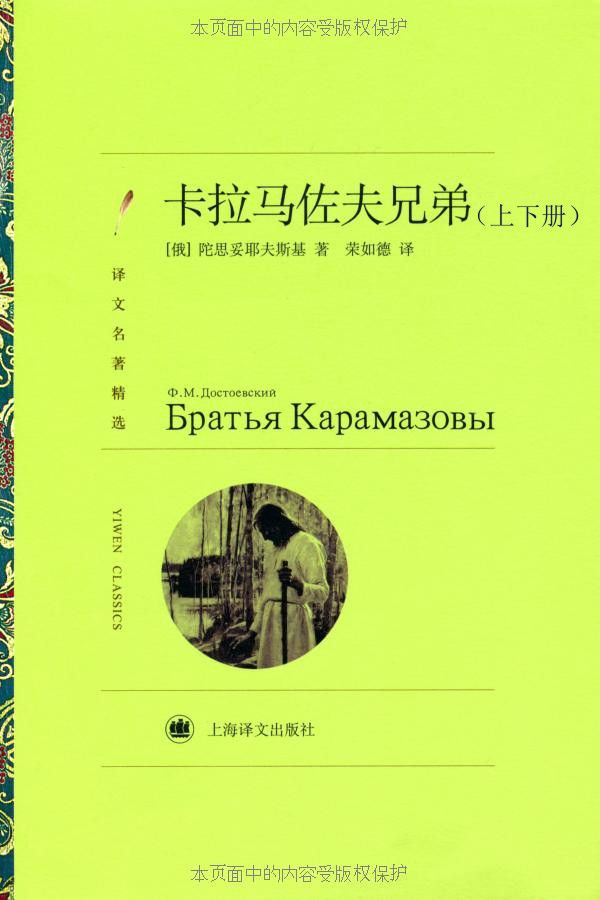 本页面中的内容受版权保护
卡拉马佐夫兄弟（上下册）
[俄] 陀思妥耶夫斯基 著 荣如德 译
译文名著精选
Ф.М.Достоевский
Братья Карамазовы
YIWEN CLASSICS
上海译文出版社
本页面中的内容受版权保护